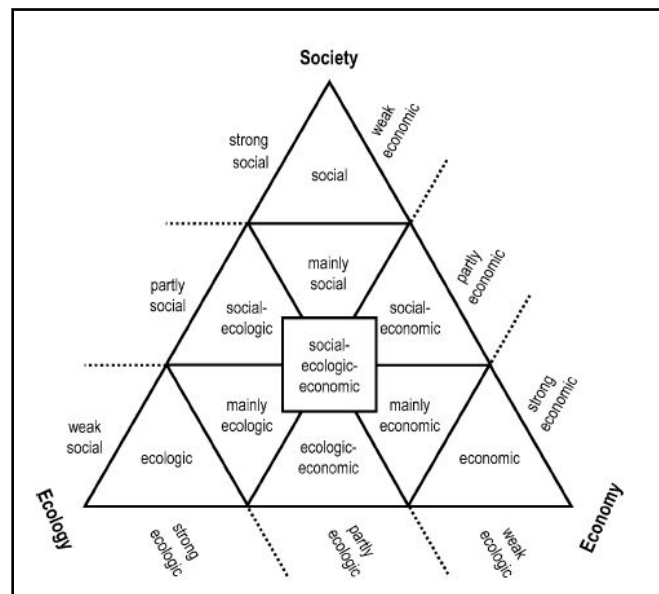 Society
weak
economic
strong
social
social
mainly
social
partly
economic
partly
social
social-
ecologic
social-
economic
social-
ecologic-
economic
strong
economic
weak
social
mainly
ecologic
mainly
economic
ecologic
ecologic-
economic
economic
Ecology
Economy
strong
ecologic
partly
ecologic
weak
ecologic